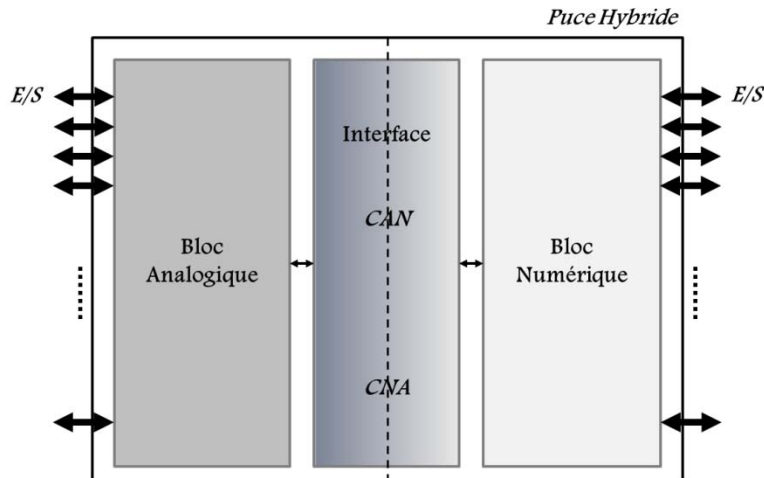 Puce Hybride
E/S
E/S
Interface
CAN
Bloc
Analogique
Bloc
Numérique
CNA